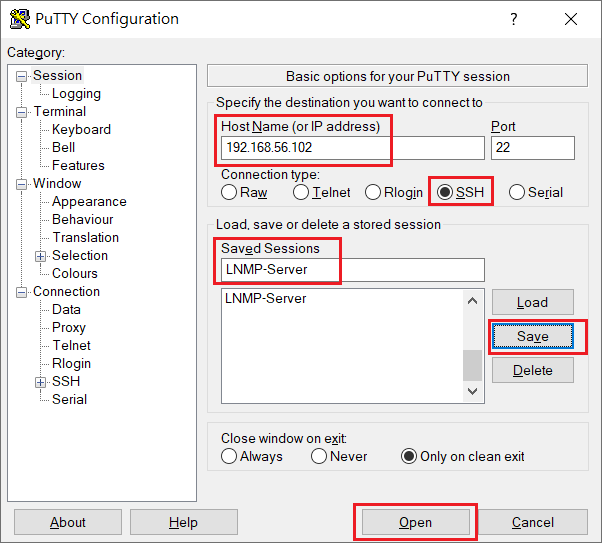 PuTTY Configuration
?
Category:
Session
Logging
Terminal
Keyboard
Bell
Features
Window
Appearance
Behaviour
Translation
Selection
Colours
Connection
Data
Proxy
Telnet
Rlogin
SSH
Serial
Basic options for your PuTTY session
Specify the destination you want to connect to
Host Name (or IP address) Port
192.168.56.102 22
Connection type:
Raw Telnet Rlogin SSH Serial
Load, save or delete a stored session
Saved Sessions
LNMP-Server
LNMP-Server
Load
Save
Delete
Close window on exit:
Always Never Only on clean exit
About Help Open Cancel